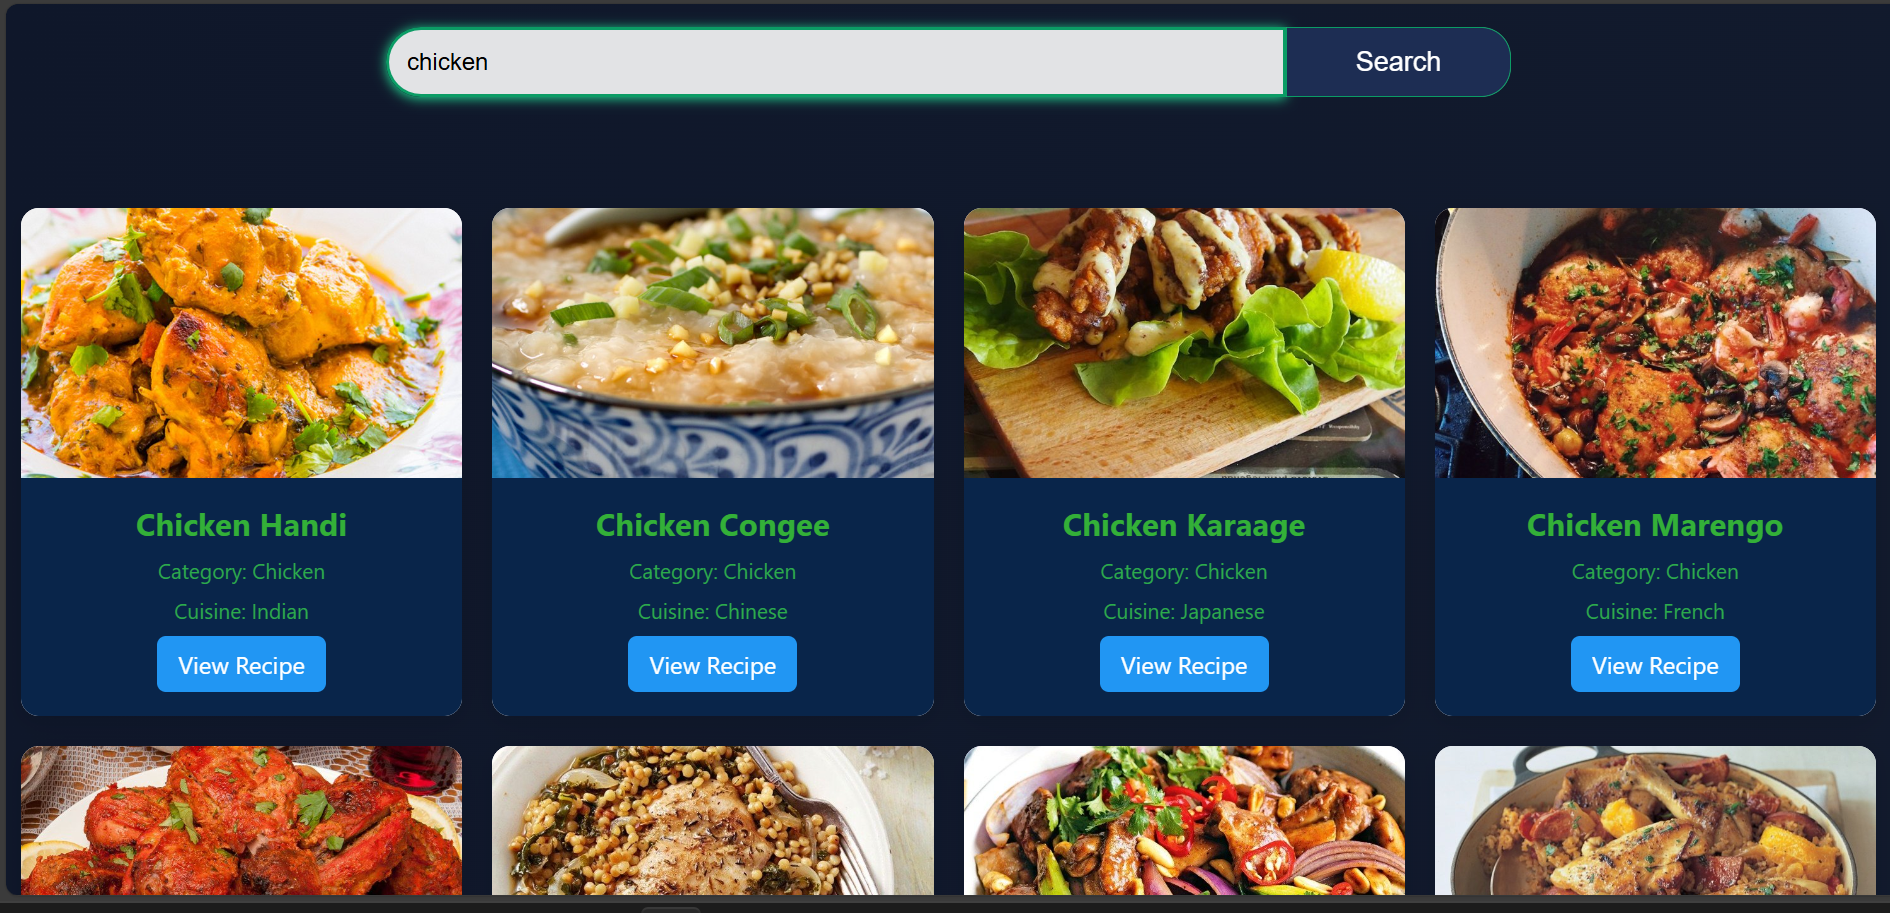 chicken
Search
Chicken Handi
Category: Chicken
Cuisine: Indian
View Recipe
Chicken Congee
Category: Chicken
Cuisine: Chinese
View Recipe
Chicken Karaage
Category: Chicken
Cuisine: Japanese
View Recipe
Chicken Marengo
Category: Chicken
Cuisine: French
View Recipe